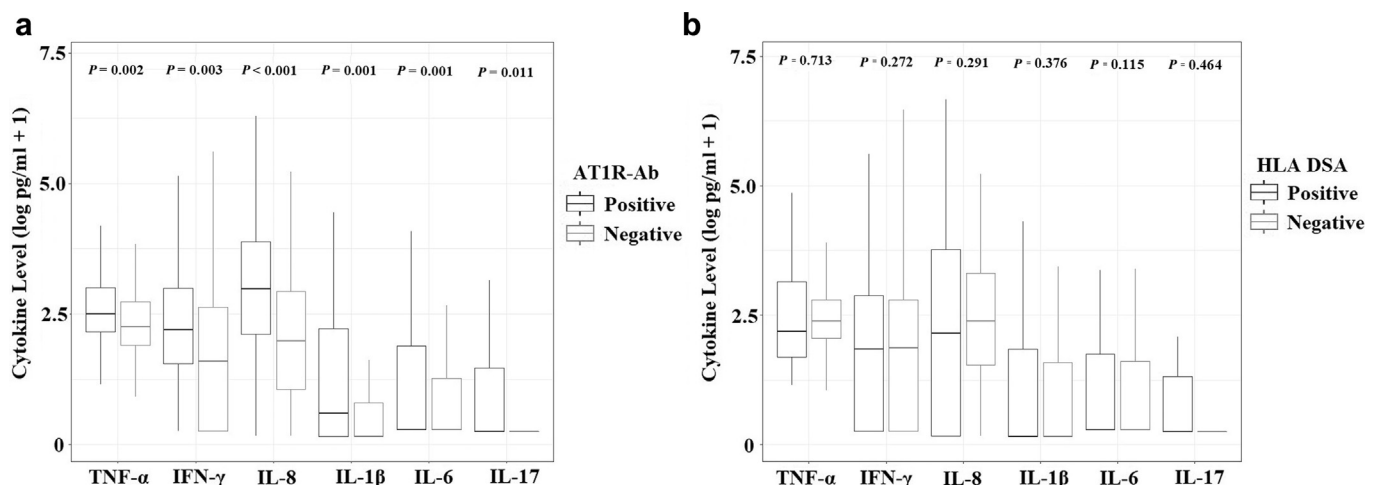 a
Cytokine Level (log pg/ml + 1)
7.5
5.0
2.5
0
P = 0.002 P = 0.003 P < 0.001 P = 0.001 P = 0.001 P = 0.011
TNF-α IFN-γ IL-8 IL-1β IL-6 IL-17
AT1R-Ab
Positive
Negative
b
Cytokine Level (log pg/ml + 1)
7.5
5.0
2.5
0
P = 0.713 P = 0.272 P = 0.291 P = 0.376 P = 0.115 P = 0.464
TNF-α IFN-γ IL-8 IL-1β IL-6 IL-17
HLA DSA
Positive
Negative